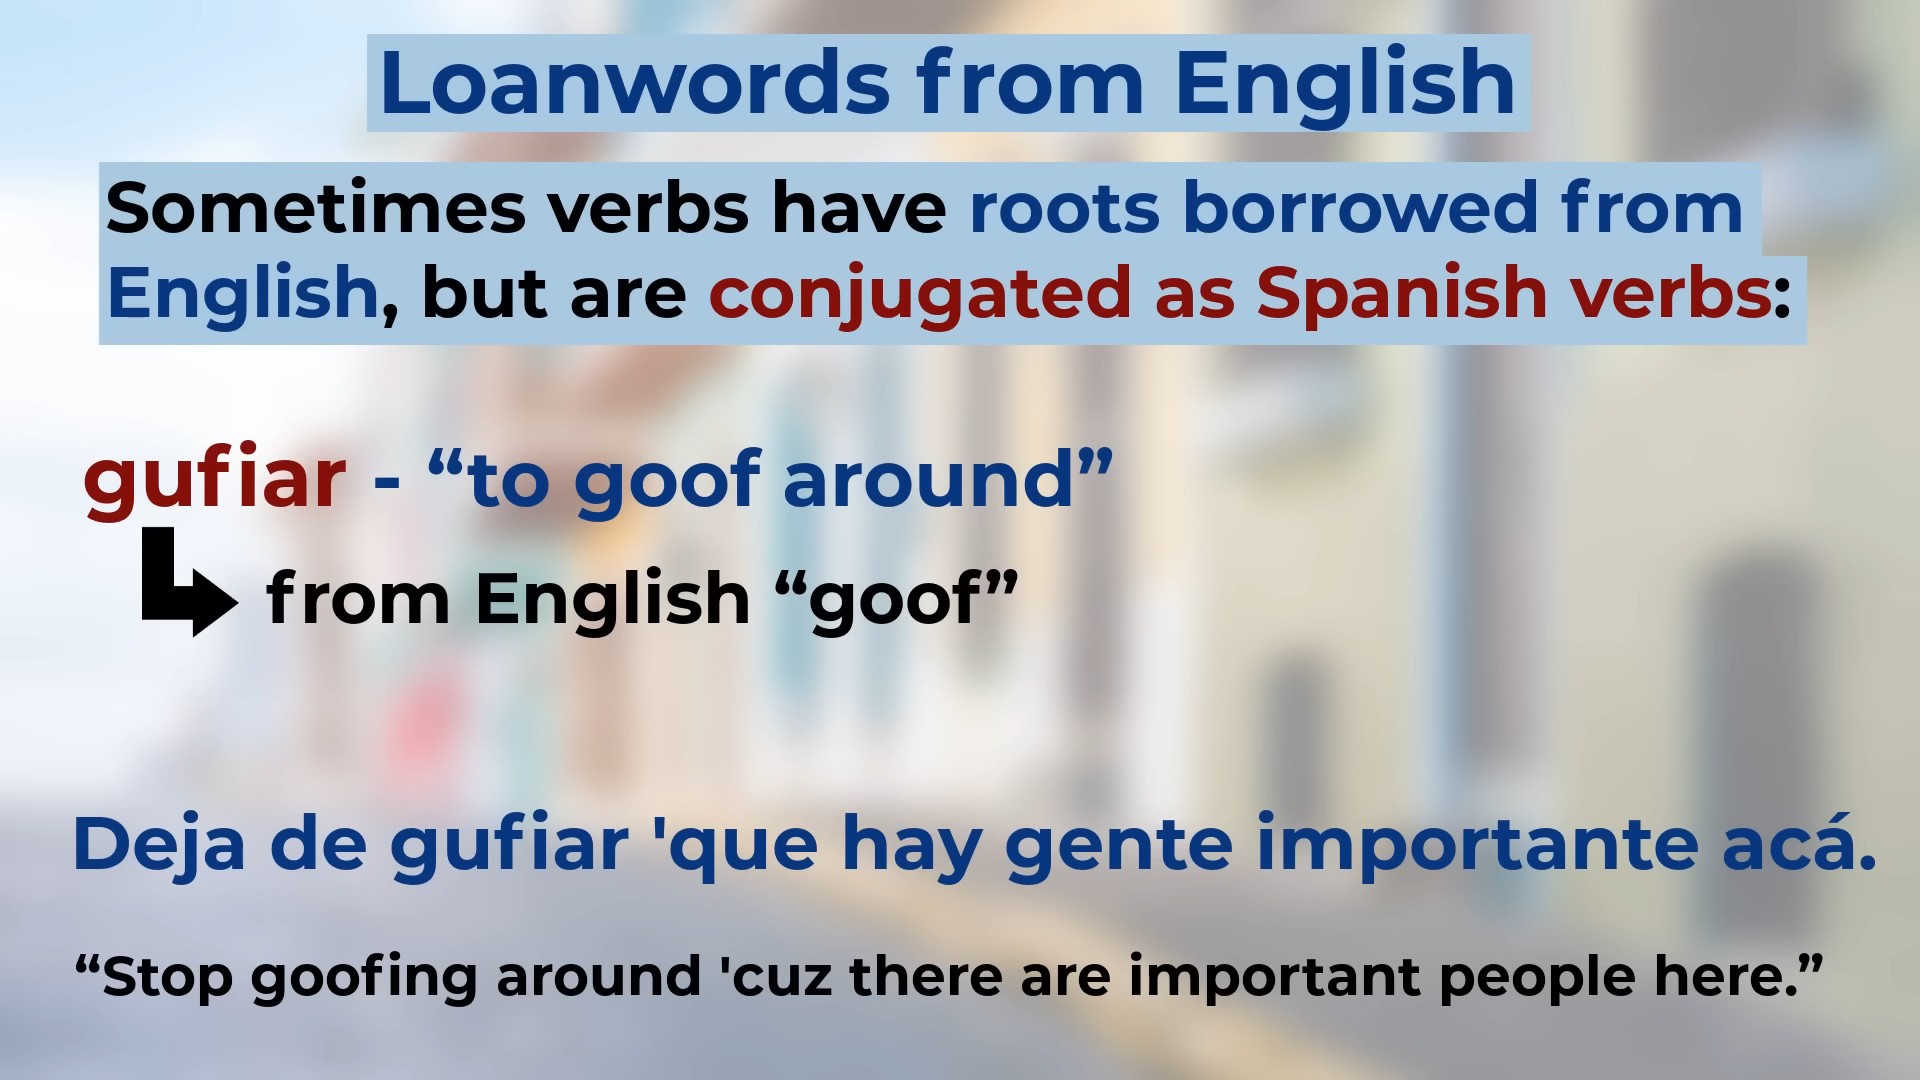 Loanwords from English
Sometimes verbs have roots borrowed from
English, but are conjugated as Spanish verbs:
gufiar - “to goof around”
from English “goof”
Deja de gufiar 'que hay gente importante acá.
“Stop goofing around 'cuz there are important people here.”